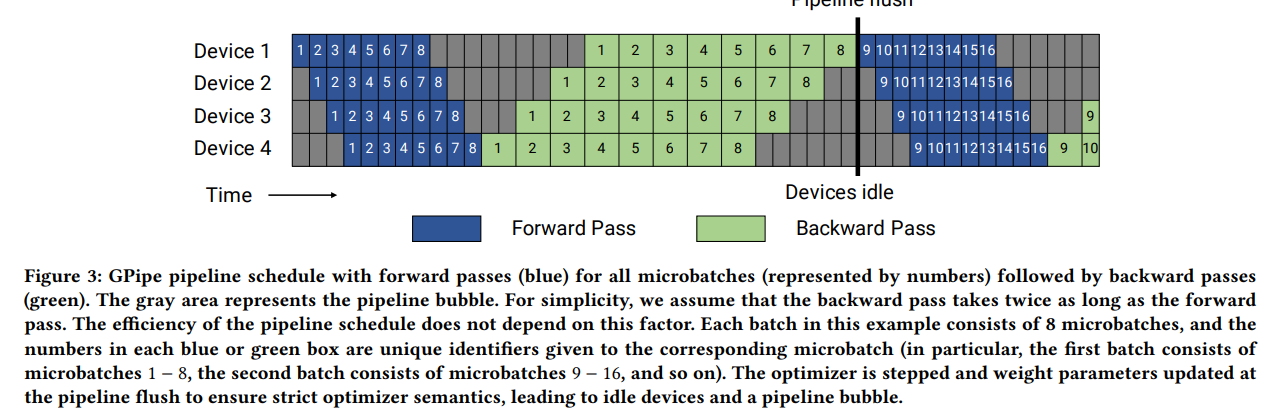 Pipeline flush
Device 1 1 2 3 4 5 6 7 8 1 2 3 4 5 6 7 8 9 10 11 12 13 14 15 16
Device 2 1 2 3 4 5 6 7 8 1 2 3 4 5 6 7 8 9 10 11 12 13 14 15 16
Device 3 1 2 3 4 5 6 7 8 1 2 3 4 5 6 7 8 9 10 11 12 13 14 15 16 9
Device 4 1 2 3 4 5 6 7 8 1 2 3 4 5 6 7 8 9 10 11 12 13 14 15 16 9 10
Time Devices idle
Forward Pass Backward Pass
Figure 3: GPipe pipeline schedule with forward passes (blue) for all microbatches (represented by numbers) followed by backward passes
(green). The gray area represents the pipeline bubble. For simplicity, we assume that the backward pass takes twice as long as the forward
pass. The efficiency of the pipeline schedule does not depend on this factor. Each batch in this example consists of 8 microbatches, and the
numbers in each blue or green box are unique identifiers given to the corresponding microbatch (in particular, the first batch consists of
microbatches 1 − 8, the second batch consists of microbatches 9 − 16, and so on). The optimizer is stepped and weight parameters updated at
the pipeline flush to ensure strict optimizer semantics, leading to idle devices and a pipeline bubble.